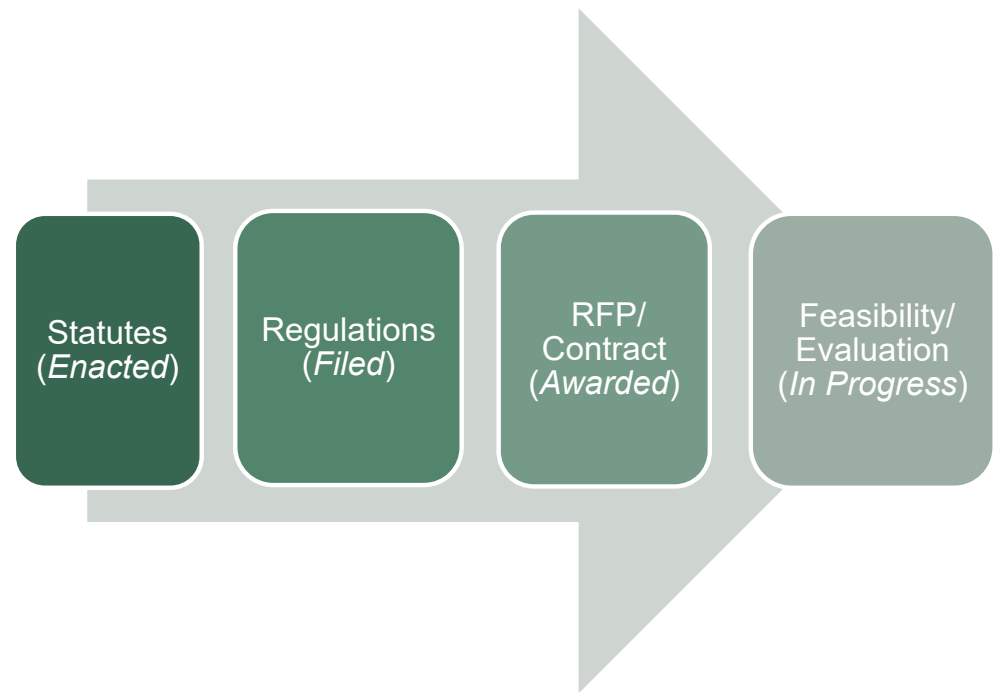 Statutes
(Enacted)
Regulations
(Filed)
RFP/
Contract
(Awarded)
Feasibility/
Evaluation
(In Progress)